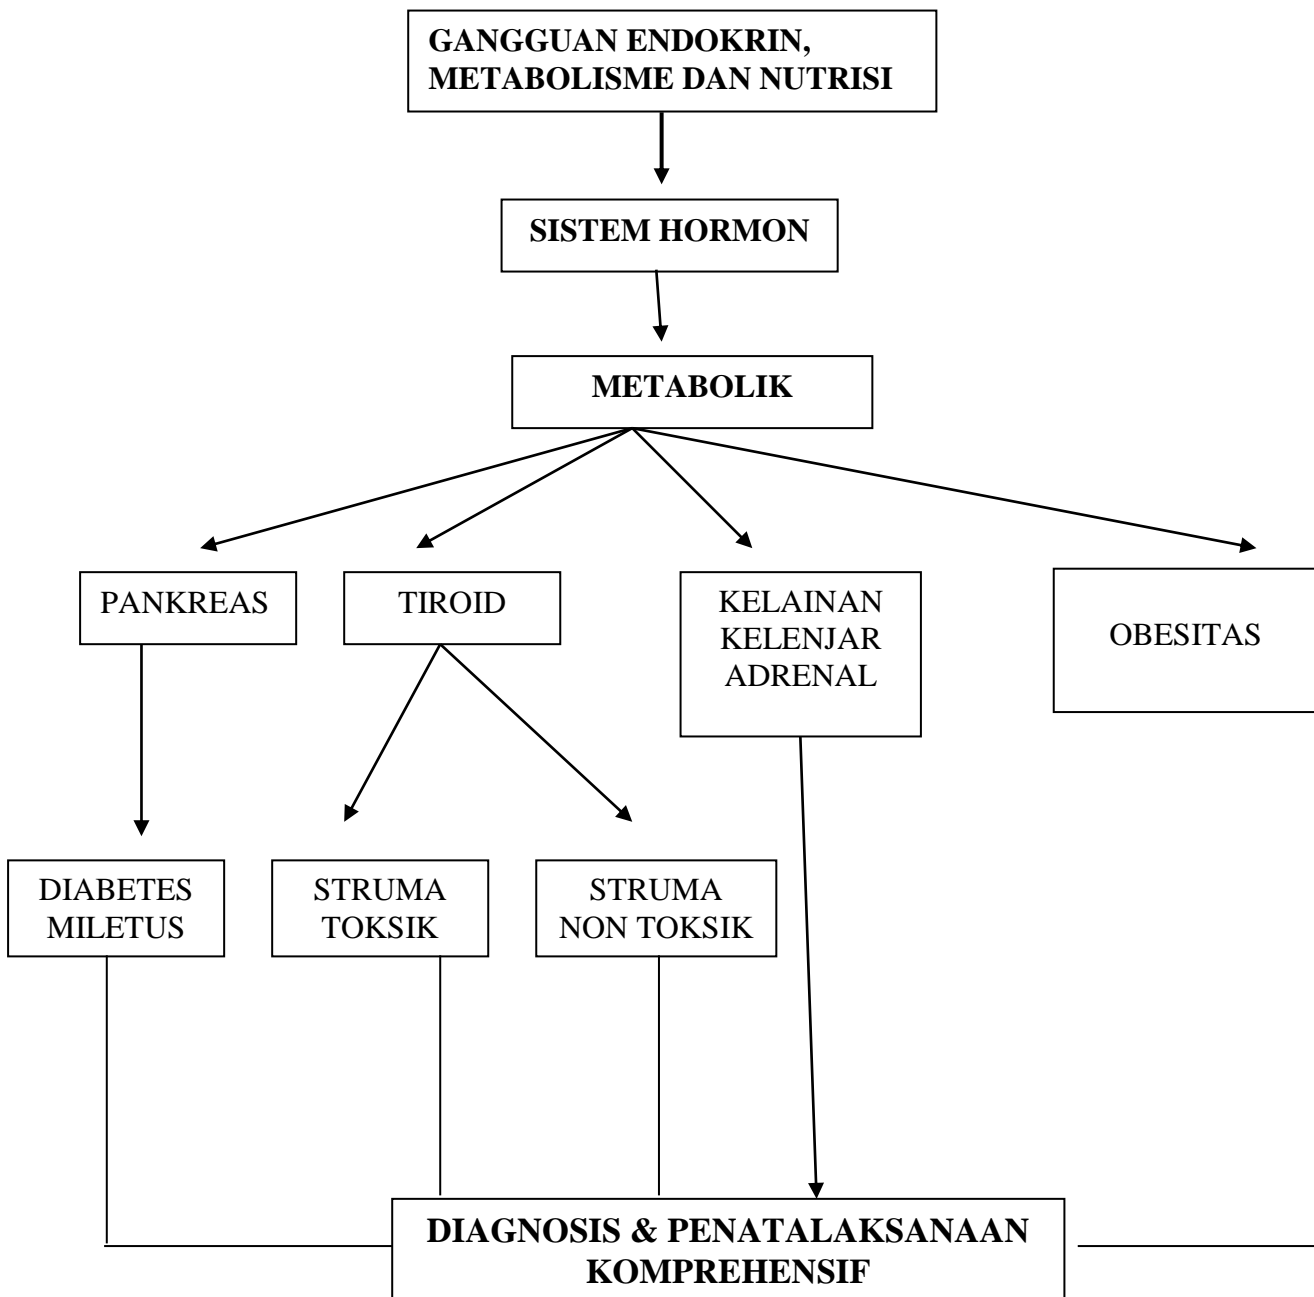 GANGGUAN ENDOKRIN,
METABOLISME DAN NUTRISI
SISTEM HORMON
METABOLIK
PANKREAS
TIROID
KELAINAN
KELENJAR
ADRENAL
OBESITAS
DIABETES
MILETUS
STRUMA
TOKSIK
STRUMA
NON TOKSIK
DIAGNOSIS & PENATALAKSANAAN
KOMPREHENSIF